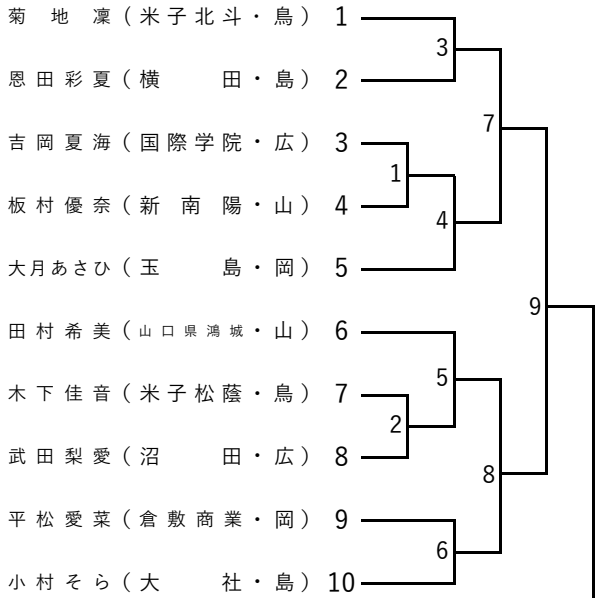 菊地凜（米子北斗・鳥） 1
3
恩田彩夏（横田・島） 2
7
吉岡夏海（国際学院・広） 3
1
板村優奈（新南陽・山） 4
4
大月あさひ（玉島・岡） 5
9
田村希美（山口県鴻城・山） 6
5
木下佳音（米子松蔭・鳥） 7
2
武田梨愛（沼田・広） 8
8
平松愛菜（倉敷商業・岡） 9
6
小村そら（大社・島） 10